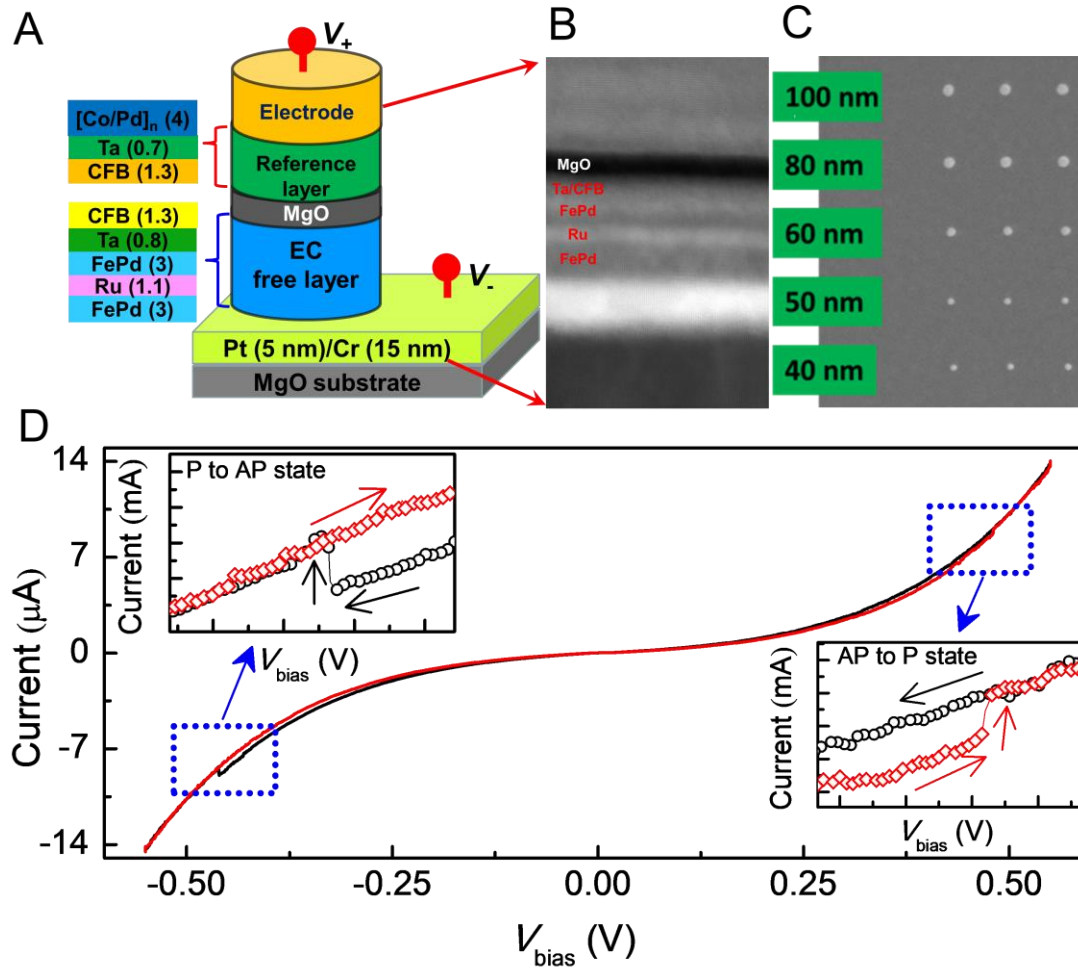 A
V+
Electrode
[Co/Pd]n (4)
Ta (0.7)
CFB (1.3)
Reference
layer
MgO
CFB (1.3)
Ta (0.8)
FePd (3)
Ru (1.1)
FePd (3)
EC
free layer
V-
Pt (5 nm)/Cr (15 nm)
MgO substrate
B
MgO
Ta/CFB
FePd
Ru
FePd
C
100 nm
80 nm
60 nm
50 nm
40 nm
D
14
7
0
-7
-14
Current (μA)
P to AP state
Current (mA)
Vbias (V)
AP to P state
Current (mA)
Vbias (V)
-0.50
-0.25
0.00
0.25
0.50
Vbias (V)